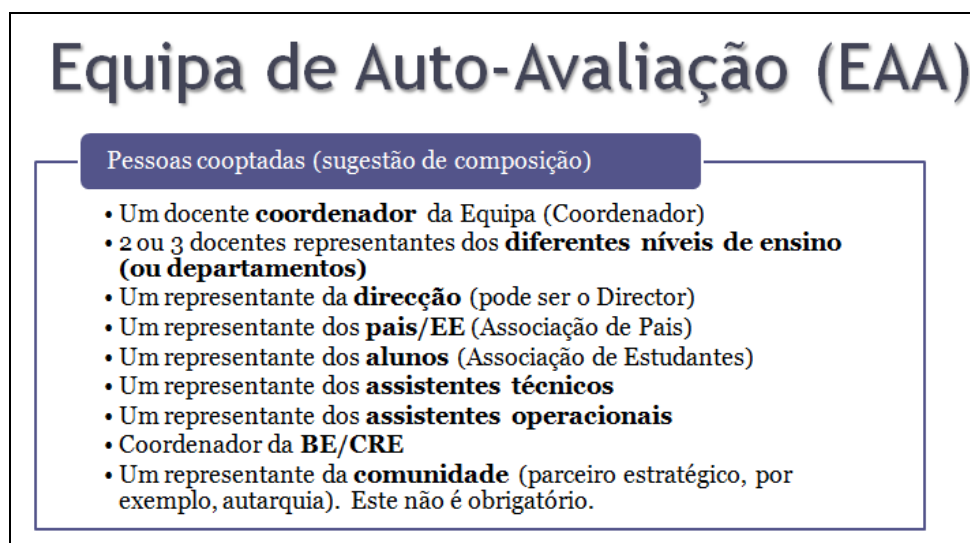 Equipa de Auto-Avaliação (EAA)
Pessoas cooptadas (sugestão de composição)
• Um docente coordenador da Equipa (Coordenador)
• 2 ou 3 docentes representantes dos diferentes níveis de ensino
(ou departamentos)
• Um representante da direcção (pode ser o Director)
• Um representante dos pais/EE (Associação de Pais)
• Um representante dos alunos (Associação de Estudantes)
• Um representante dos assistentes técnicos
• Um representante dos assistentes operacionais
• Coordenador da BE/CRE
• Um representante da comunidade (parceiro estratégico, por
exemplo, autarquia). Este não é obrigatório.